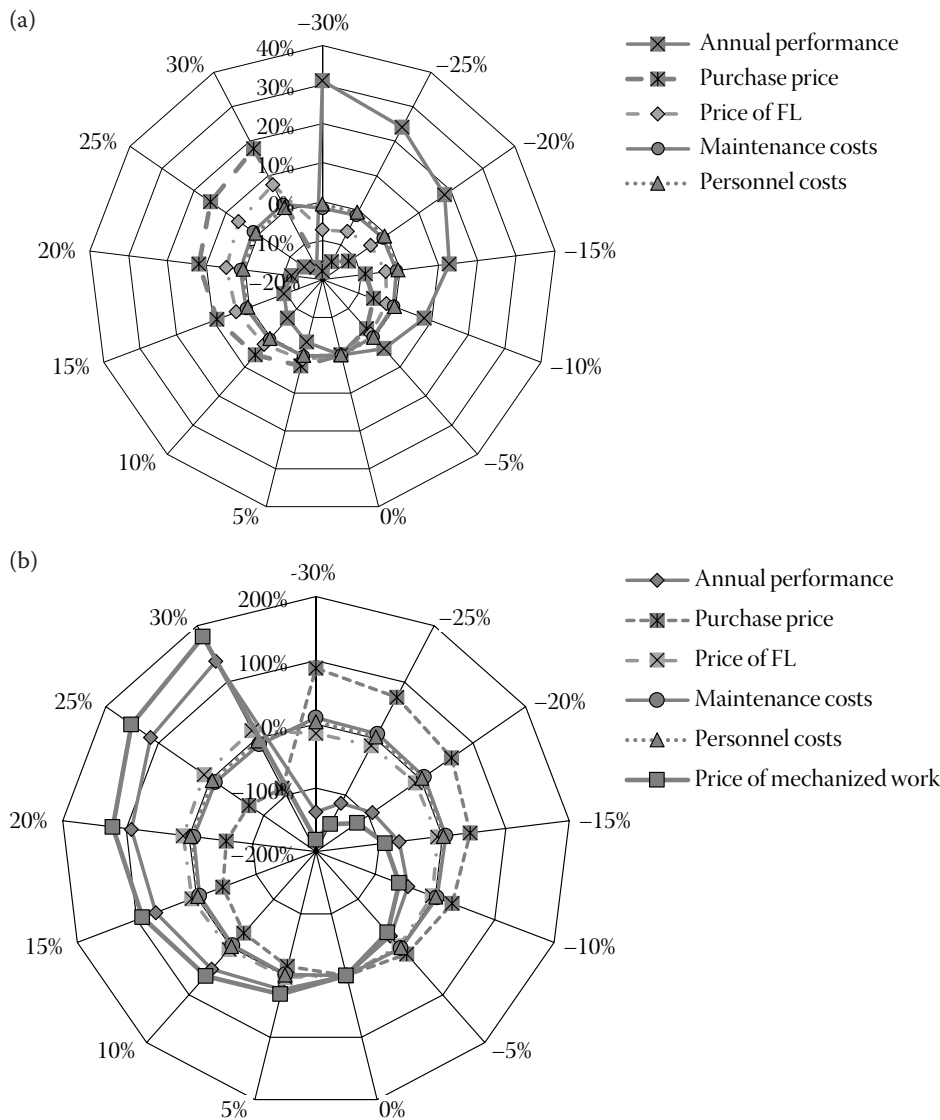 (a)
−30%
40%
30%
−25%
30%
20%
25%
−20%
10%
0%
20%
−10%
−15%
−20%
15%
−10%
10%
−5%
5%
0%
Annual performance
Purchase price
Price of FL
Maintenance costs
Personnel costs
(b)
-30%
200%
30%
−25%
100%
25%
−20%
0%
−100%
20%
−15%
−200%
15%
−10%
10%
−5%
5%
0%
Annual performance
Purchase price
Price of FL
Maintenance costs
Personnel costs
Price of mechanized work